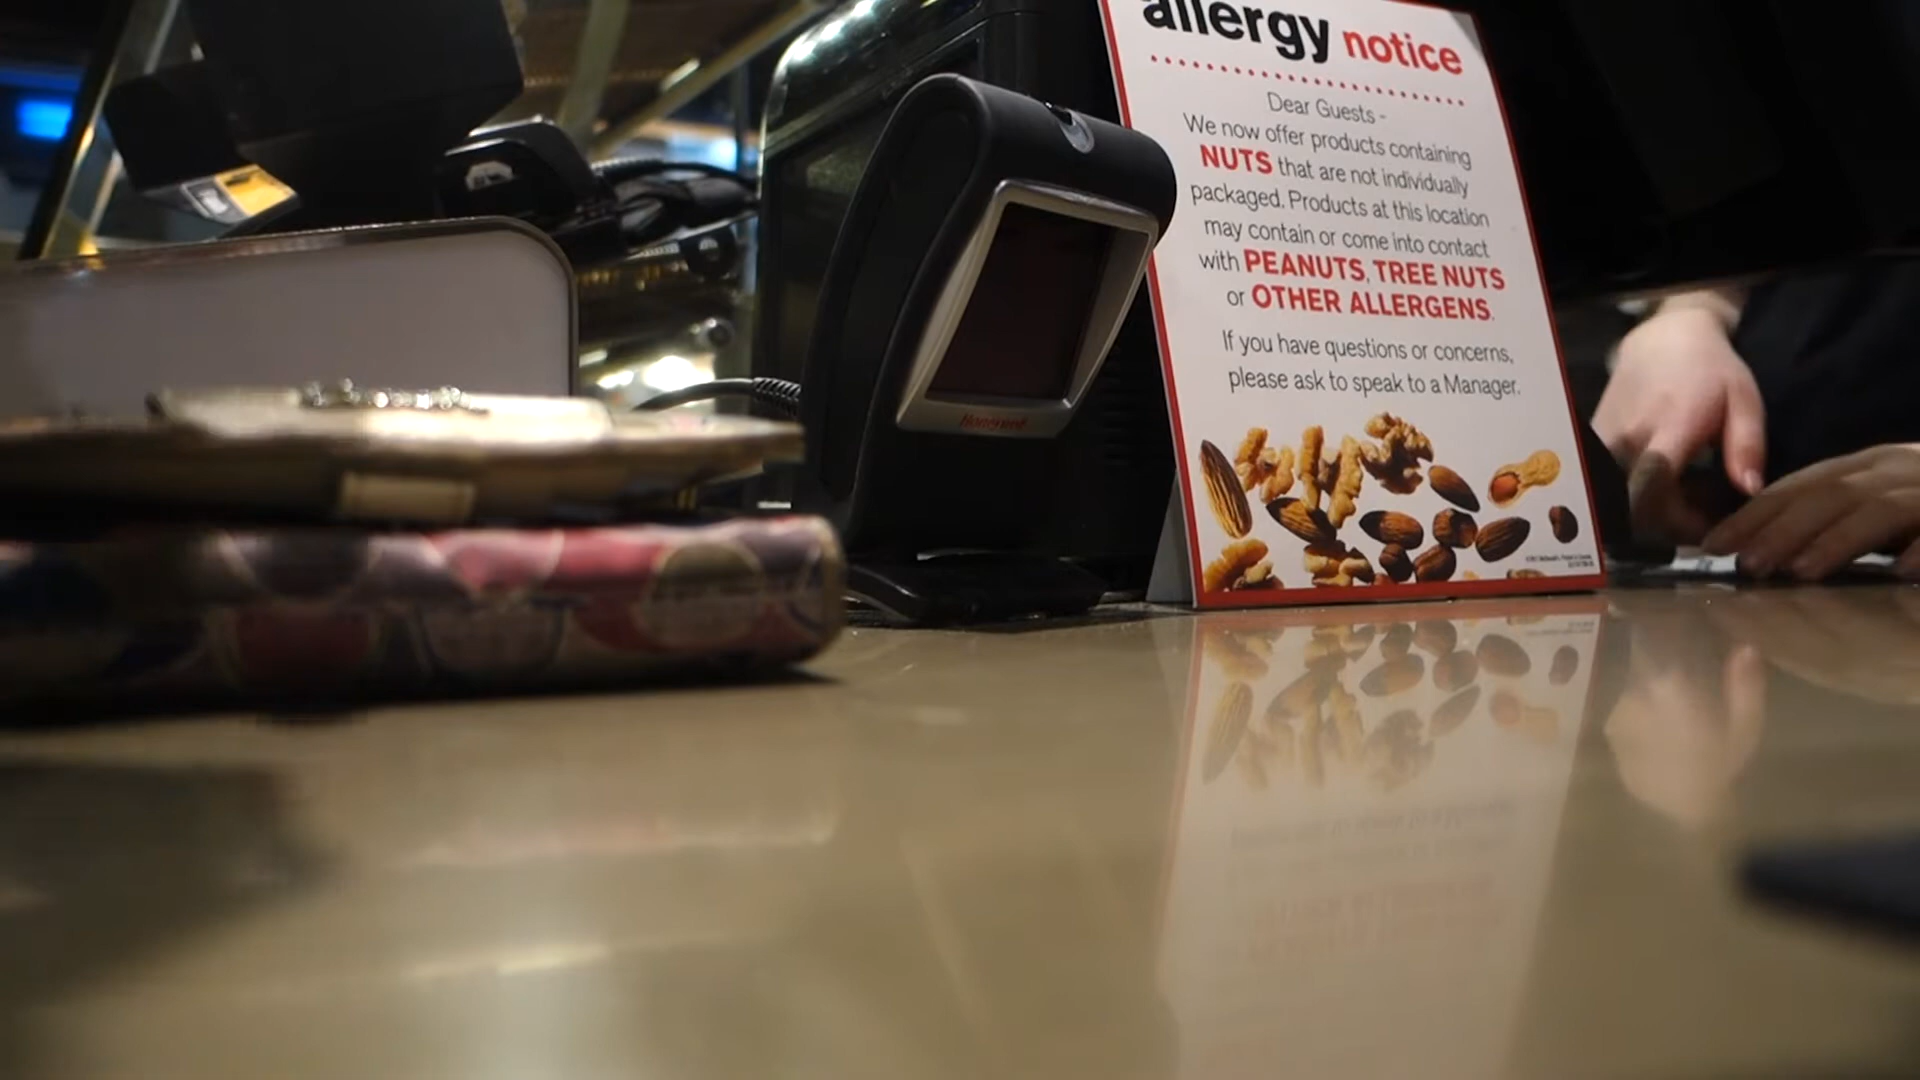 allergy notice
Dear Guests -
We now offer products containing
NUTS that are not individually
packaged. Products at this location
may contain or come into contact
with PEANUTS, TREE NUTS
or OTHER ALLERGENS.
If you have questions or concerns,
please ask to speak to a Manager.
Honeywell